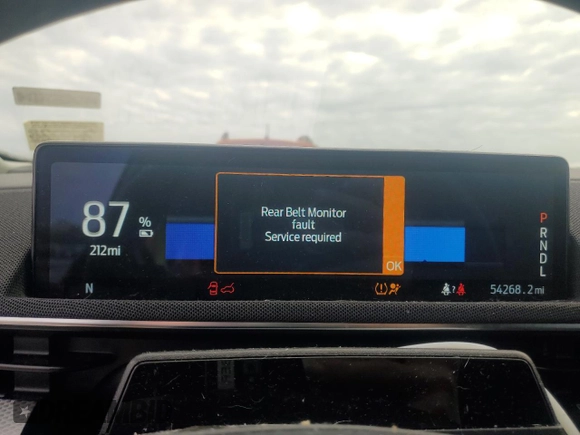 87 %
212mi
Rear Belt Monitor
fault
Service required
OK
P
R
N
D
L
N
?
54268.2 mi